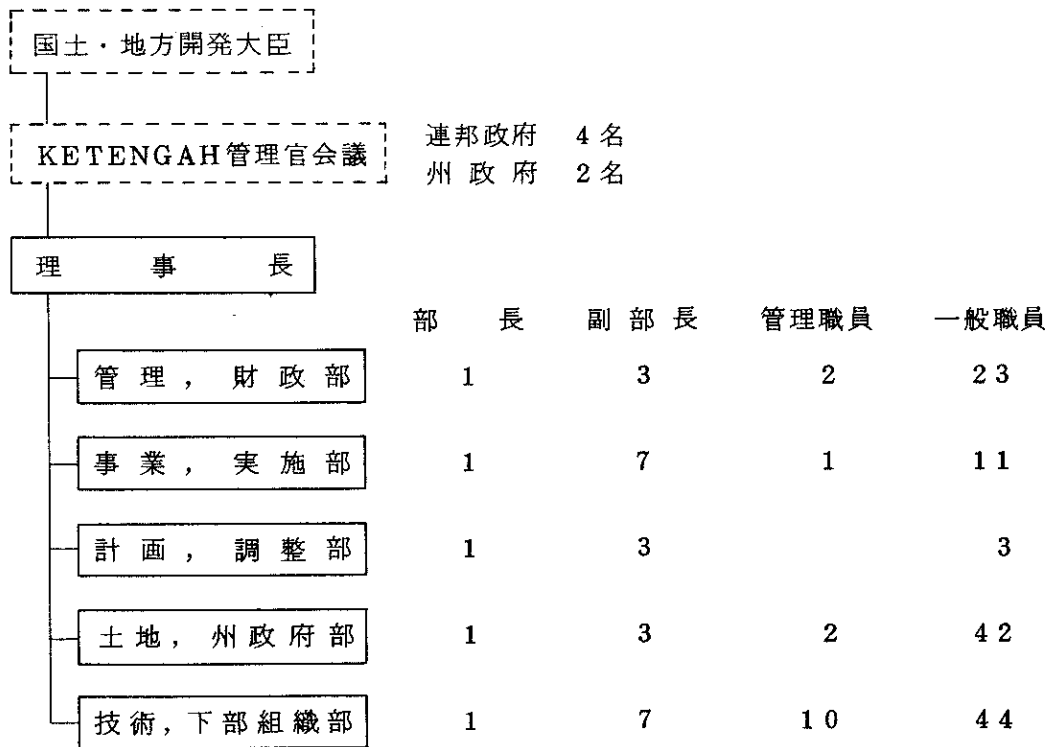 国土・地方開発大臣
KETENGAH管理官会議 連邦政府 4名
州政府 2名
理事長
部長 副部長 管理職員 一般職員
管理，財政部 1 3 2 23
事業，実施部 1 7 1 11
計画，調整部 1 3 3
土地，州政府部 1 3 2 42
技術，下部組織部 1 7 10 44